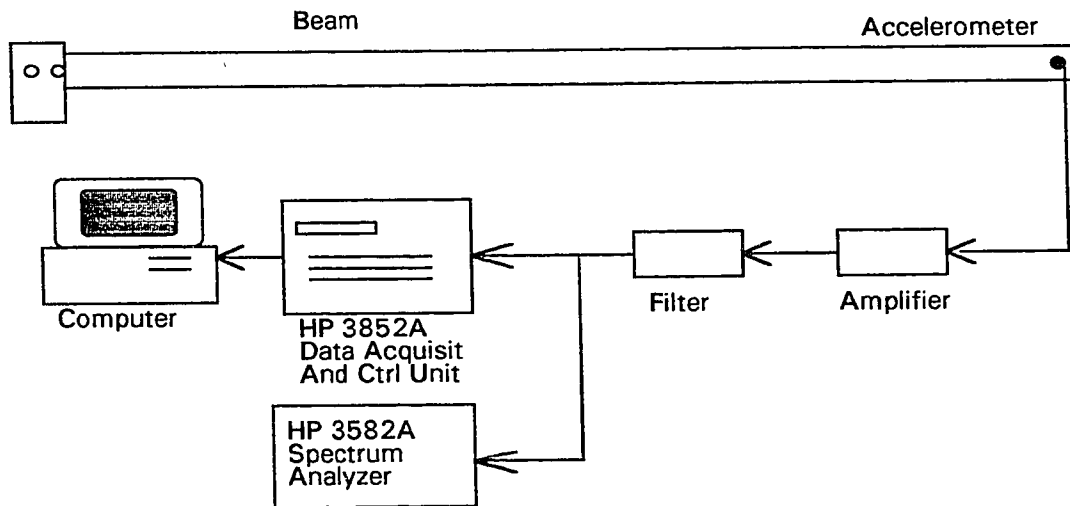 Beam
Accelerometer
Computer
HP 3852A
Data Acquisit
And Ctrl Unit
Filter
Amplifier
HP 3582A
Spectrum
Analyzer